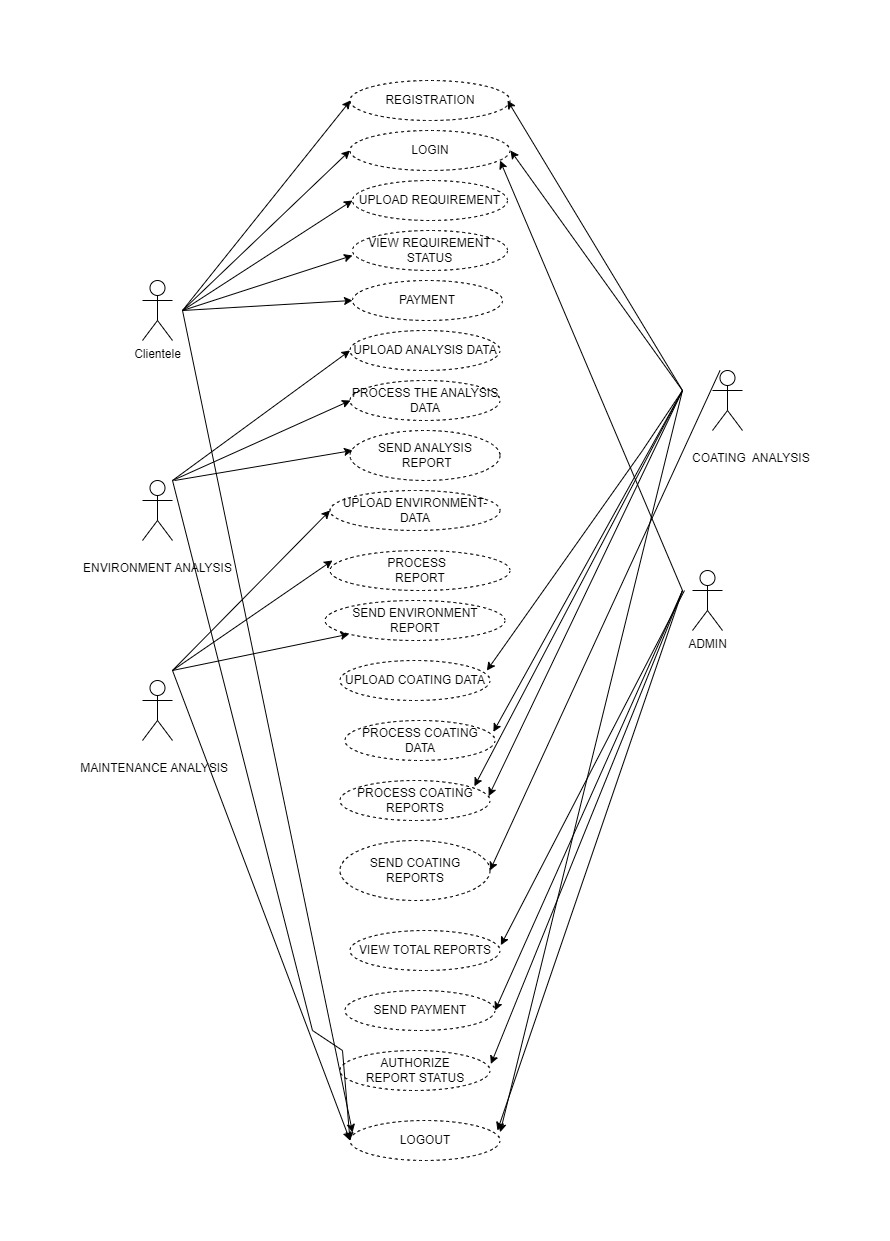 REGISTRATION
LOGIN
UPLOAD REQUIREMENT
VIEW REQUIREMENT
STATUS
PAYMENT
Clientele
UPLOAD ANALYSIS DATA
PROCESS THE ANALYSIS
DATA
SEND ANALYSIS
REPORT
COATING  ANALYSIS
UPLOAD ENVIRONMENT
DATA
ENVIRONMENT ANALYSIS
PROCESS
REPORT
SEND ENVIRONMENT
REPORT
ADMIN
UPLOAD COATING DATA
PROCESS COATING
DATA
MAINTENANCE ANALYSIS
PROCESS COATING
REPORTS
SEND COATING
REPORTS
VIEW TOTAL REPORTS
SEND PAYMENT
AUTHORIZE
REPORT STATUS
LOGOUT